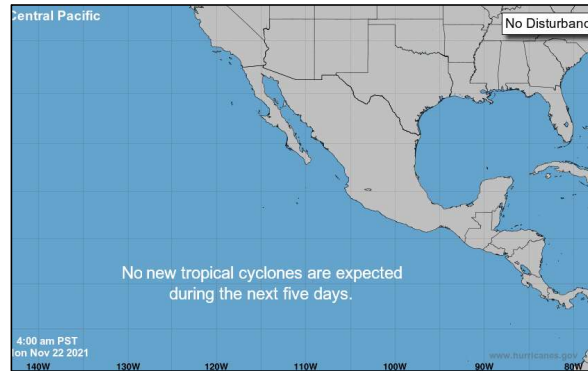 Central Pacific
No Disturbanc
No new tropical cyclones are expected
during the next five days.
4:00 am PST
Mon Nov 22 2021
www.hurricanes.gov
140W 130W 120W 110W 100W 90W 80W